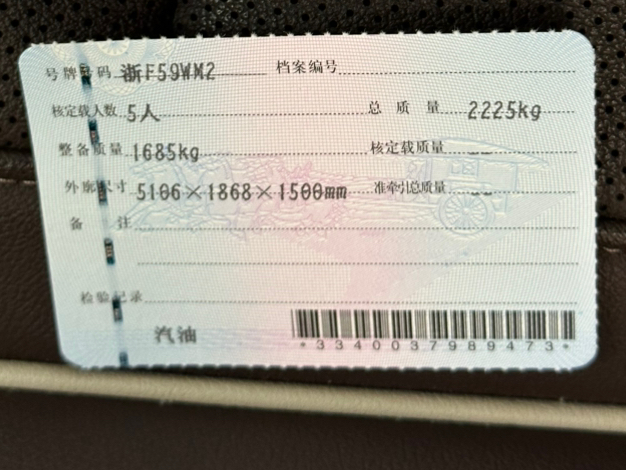 号牌号码 浙F59WM2 档案编号
核定载人数 5人 总质量 2225kg
整备质量 1685kg 核定载质量 --
外廓尺寸 5106×1868×1500mm 准牵引总质量 --
备注
检验记录
汽油
*3340037989473*